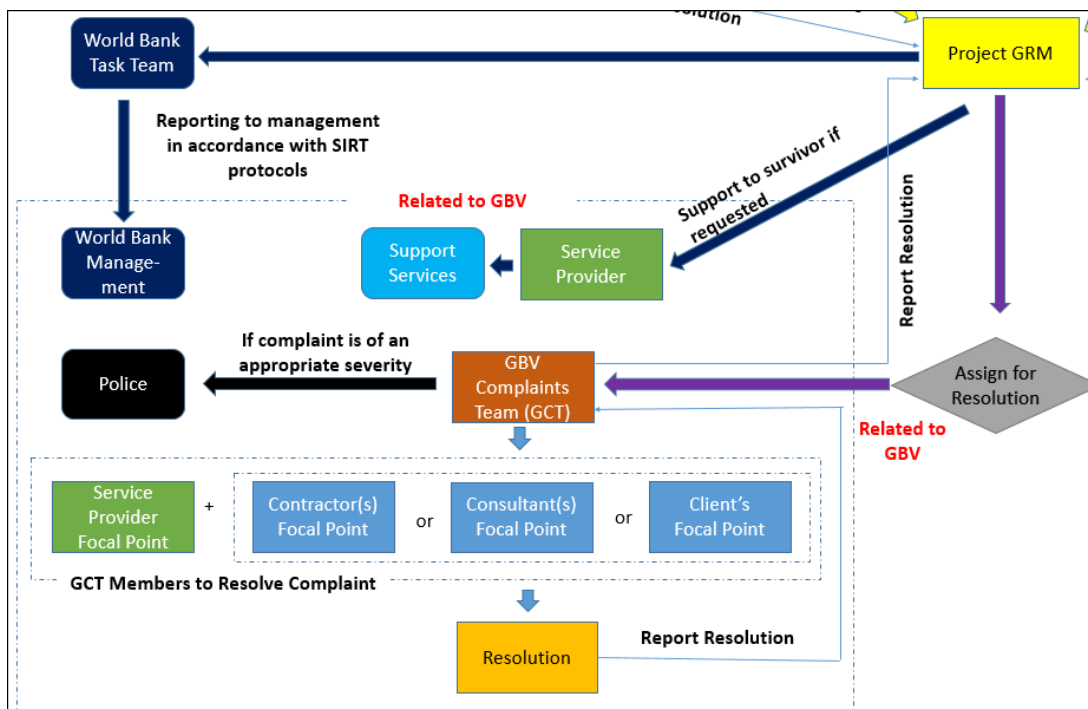 olution
World Bank
Task Team
Project GRM
Reporting to management
in accordance with SIRT
protocols
Support to survivor if
requested
Report Resolution
Related to GBV
World Bank
Manage-
ment
Support
Services
Service
Provider
If complaint is of an
appropriate severity
Police
GBV
Complaints
Team (GCT)
Assign for
Resolution
Related to
GBV
Service
Provider
Focal Point
+
Contractor(s)
Focal Point
or
Consultant(s)
Focal Point
or
Client’s
Focal Point
GCT Members to Resolve Complaint
Resolution
Report Resolution